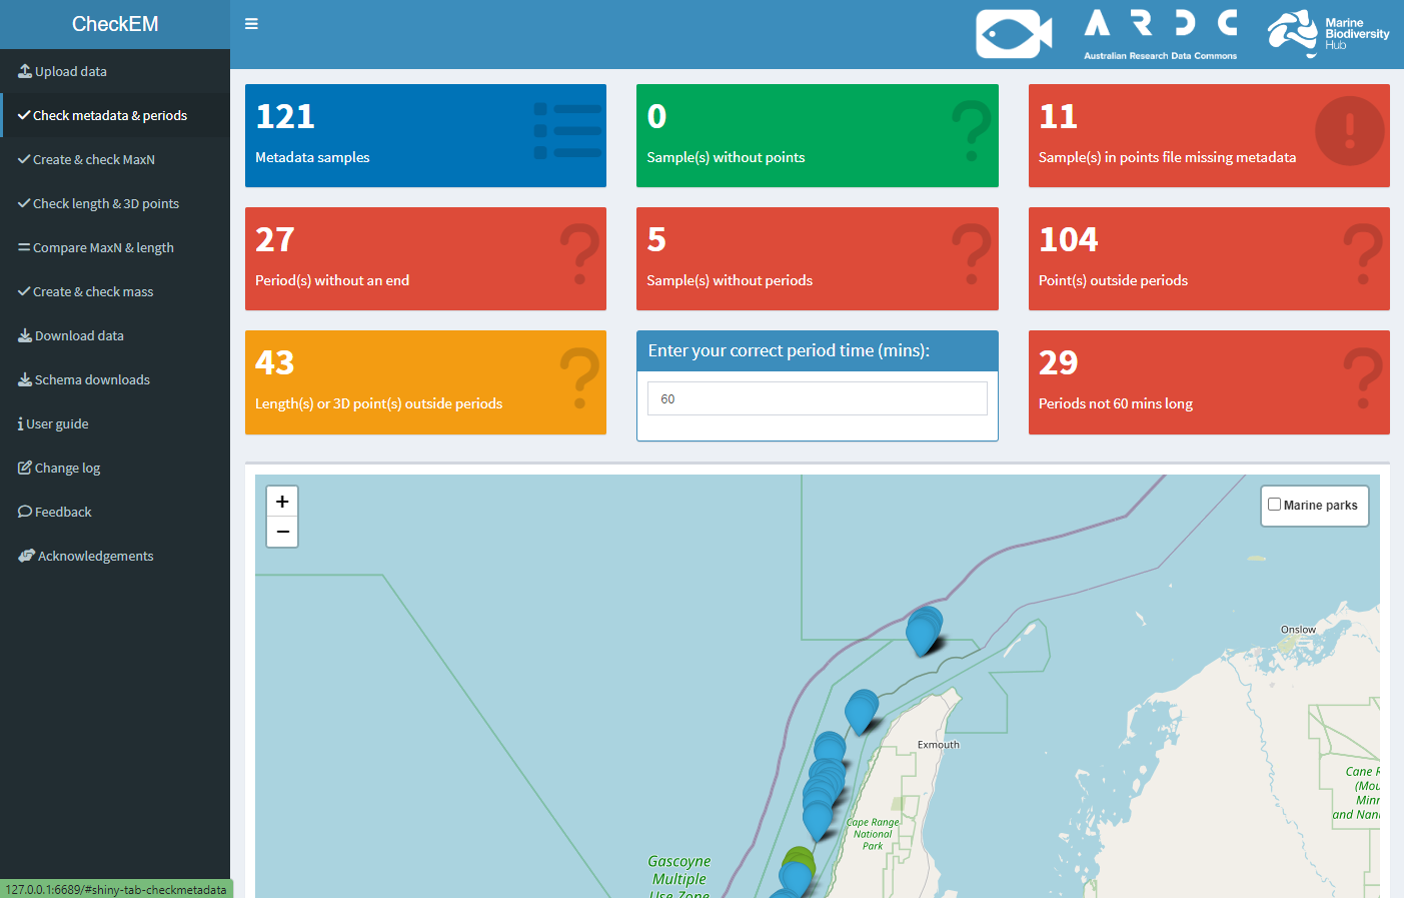 CheckEM
A R D C
Australian Research Data Commons
Marine
Biodiversity
Hub
Upload data
Check metadata & periods
Create & check MaxN
Check length & 3D points
Compare MaxN & length
Create & check mass
Download data
Schema downloads
User guide
Change log
Feedback
Acknowledgements
121
Metadata samples
0
Sample(s) without points
11
Sample(s) in points file missing metadata
27
Period(s) without an end
5
Sample(s) without periods
104
Point(s) outside periods
43
Length(s) or 3D point(s) outside periods
Enter your correct period time (mins):
60
29
Periods not 60 mins long
+
−
Marine parks
Onslow
Exmouth
Cape Range
National
Park
Gascoyne
Multiple
Use Zone
Cane R
(Mou
Minn
and Nan
127.0.0.1:6689/#shiny-tab-checkmetadata